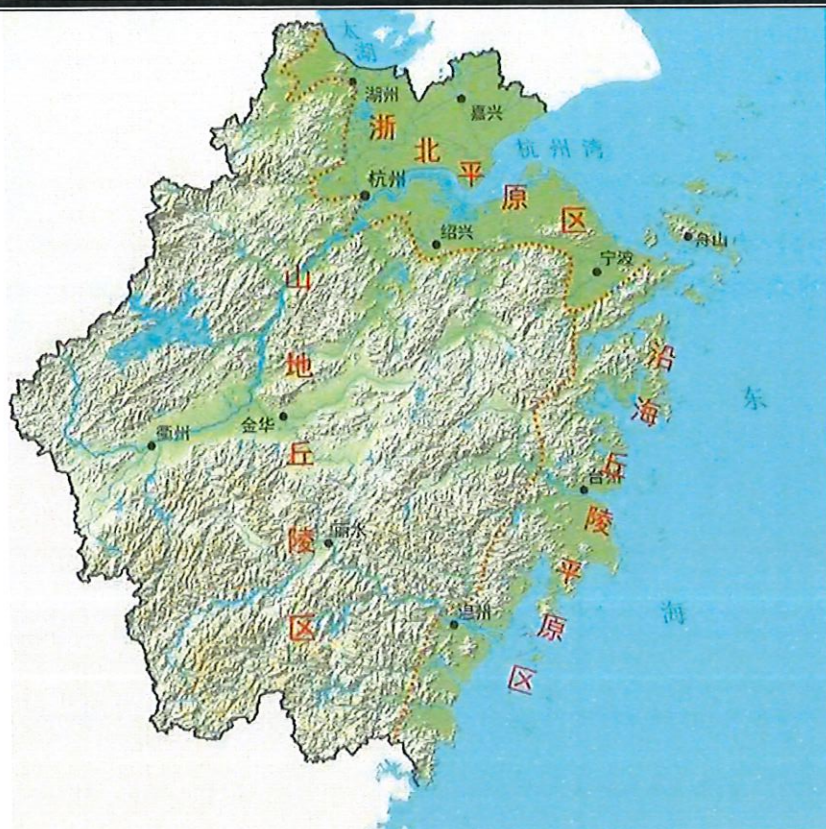 太湖
湖州
嘉兴
浙北平原区
杭州湾
杭州
绍兴
宁波
舟山
山地丘陵区
沿海丘陵平原区
东海
衢州
金华
台州
丽水
温州